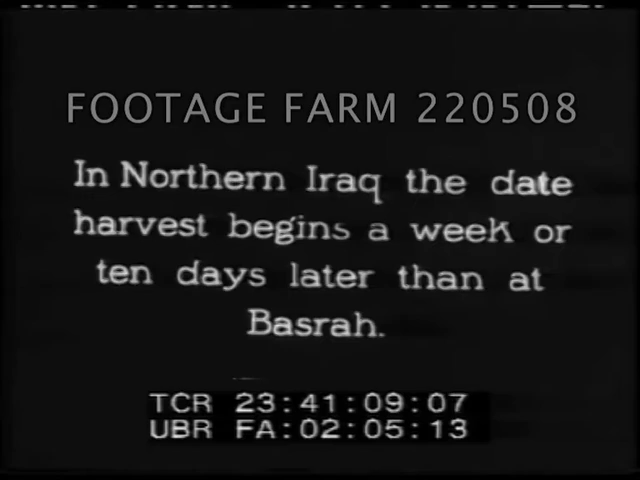 FOOTAGE FARM 220508
In Northern Iraq the date
harvest begins a week or
ten days later than at
Basrah.
TCR 23:41:09:07
UBR FA:02:05:13